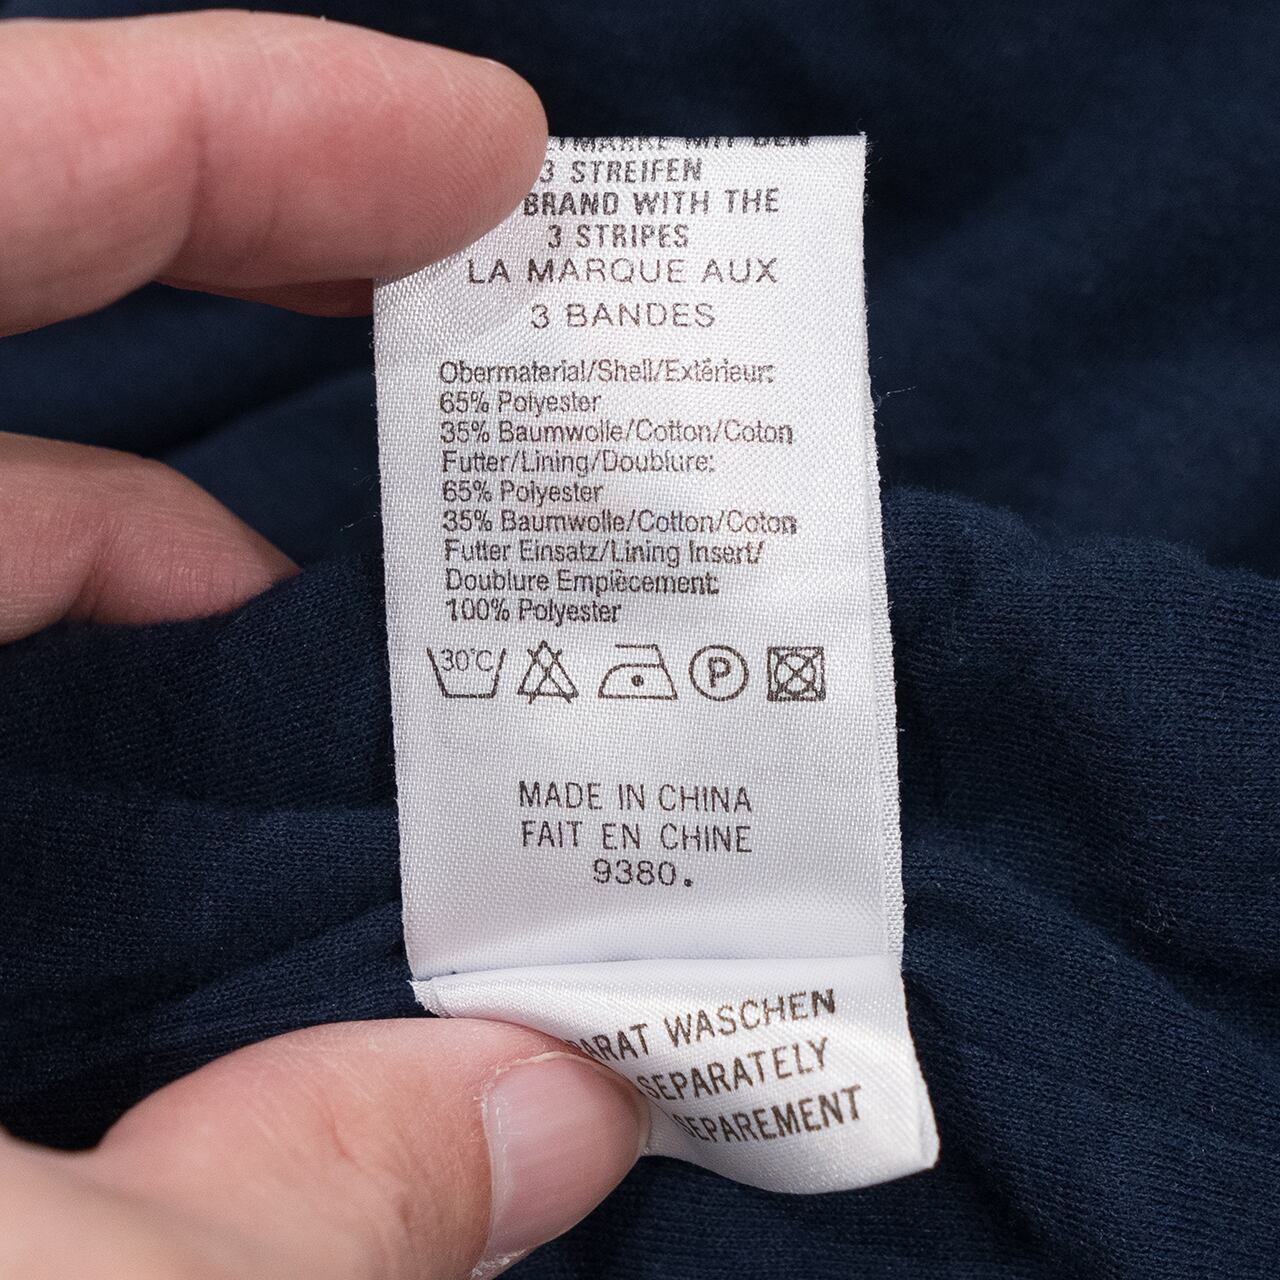 MIT DEN
3 STREIFEN
BRAND WITH THE
3 STRIPES
LA MARQUE AUX
3 BANDES
Obermaterial/Shell/Extérieur:
65% Polyester
35% Baumwolle/Cotton/Coton
Futter/Lining/Doublure:
65% Polyester
35% Baumwolle/Cotton/Coton
Futter Einsatz/Lining Insert/
Doublure Empiècement:
100% Polyester
30°C P
MADE IN CHINA
FAIT EN CHINE
9380.
WASCHEN
SEPARATELY
SEPAREMENT